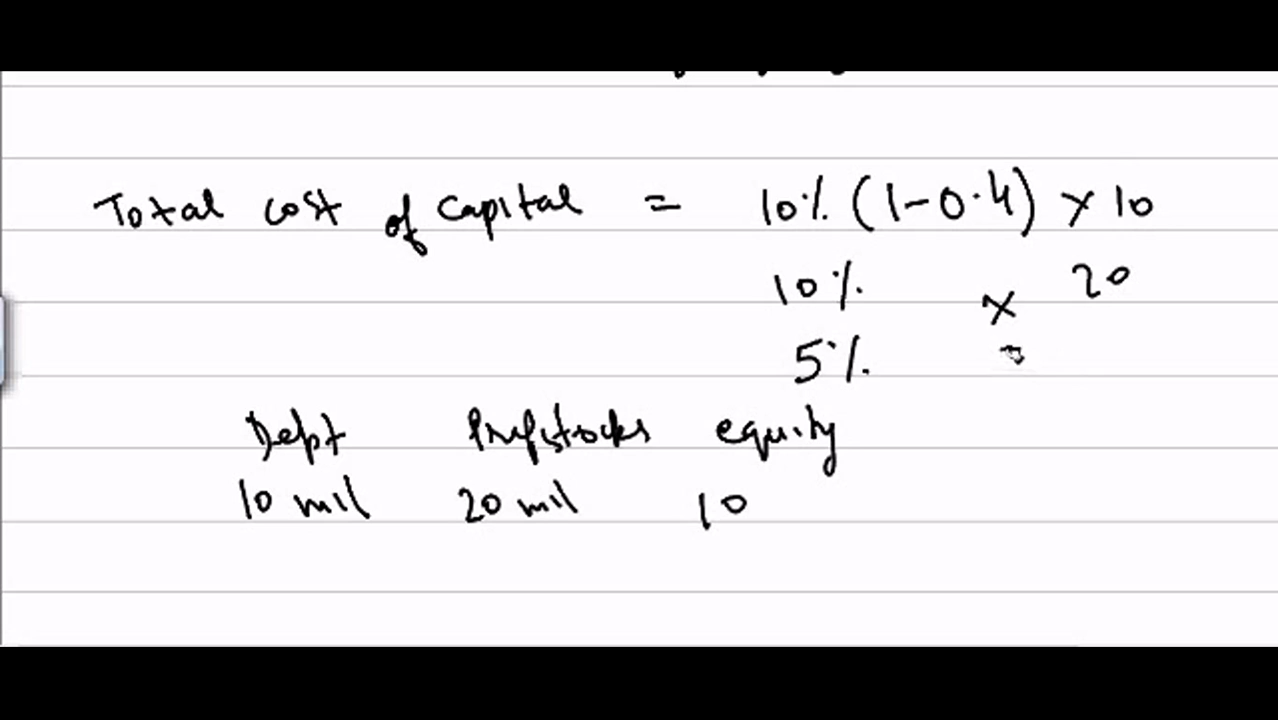 Total cost of capital = 10% (1-0.4) × 10
10% × 20
5%
Dept Prefstocks equity
10 mil 20 mil 10